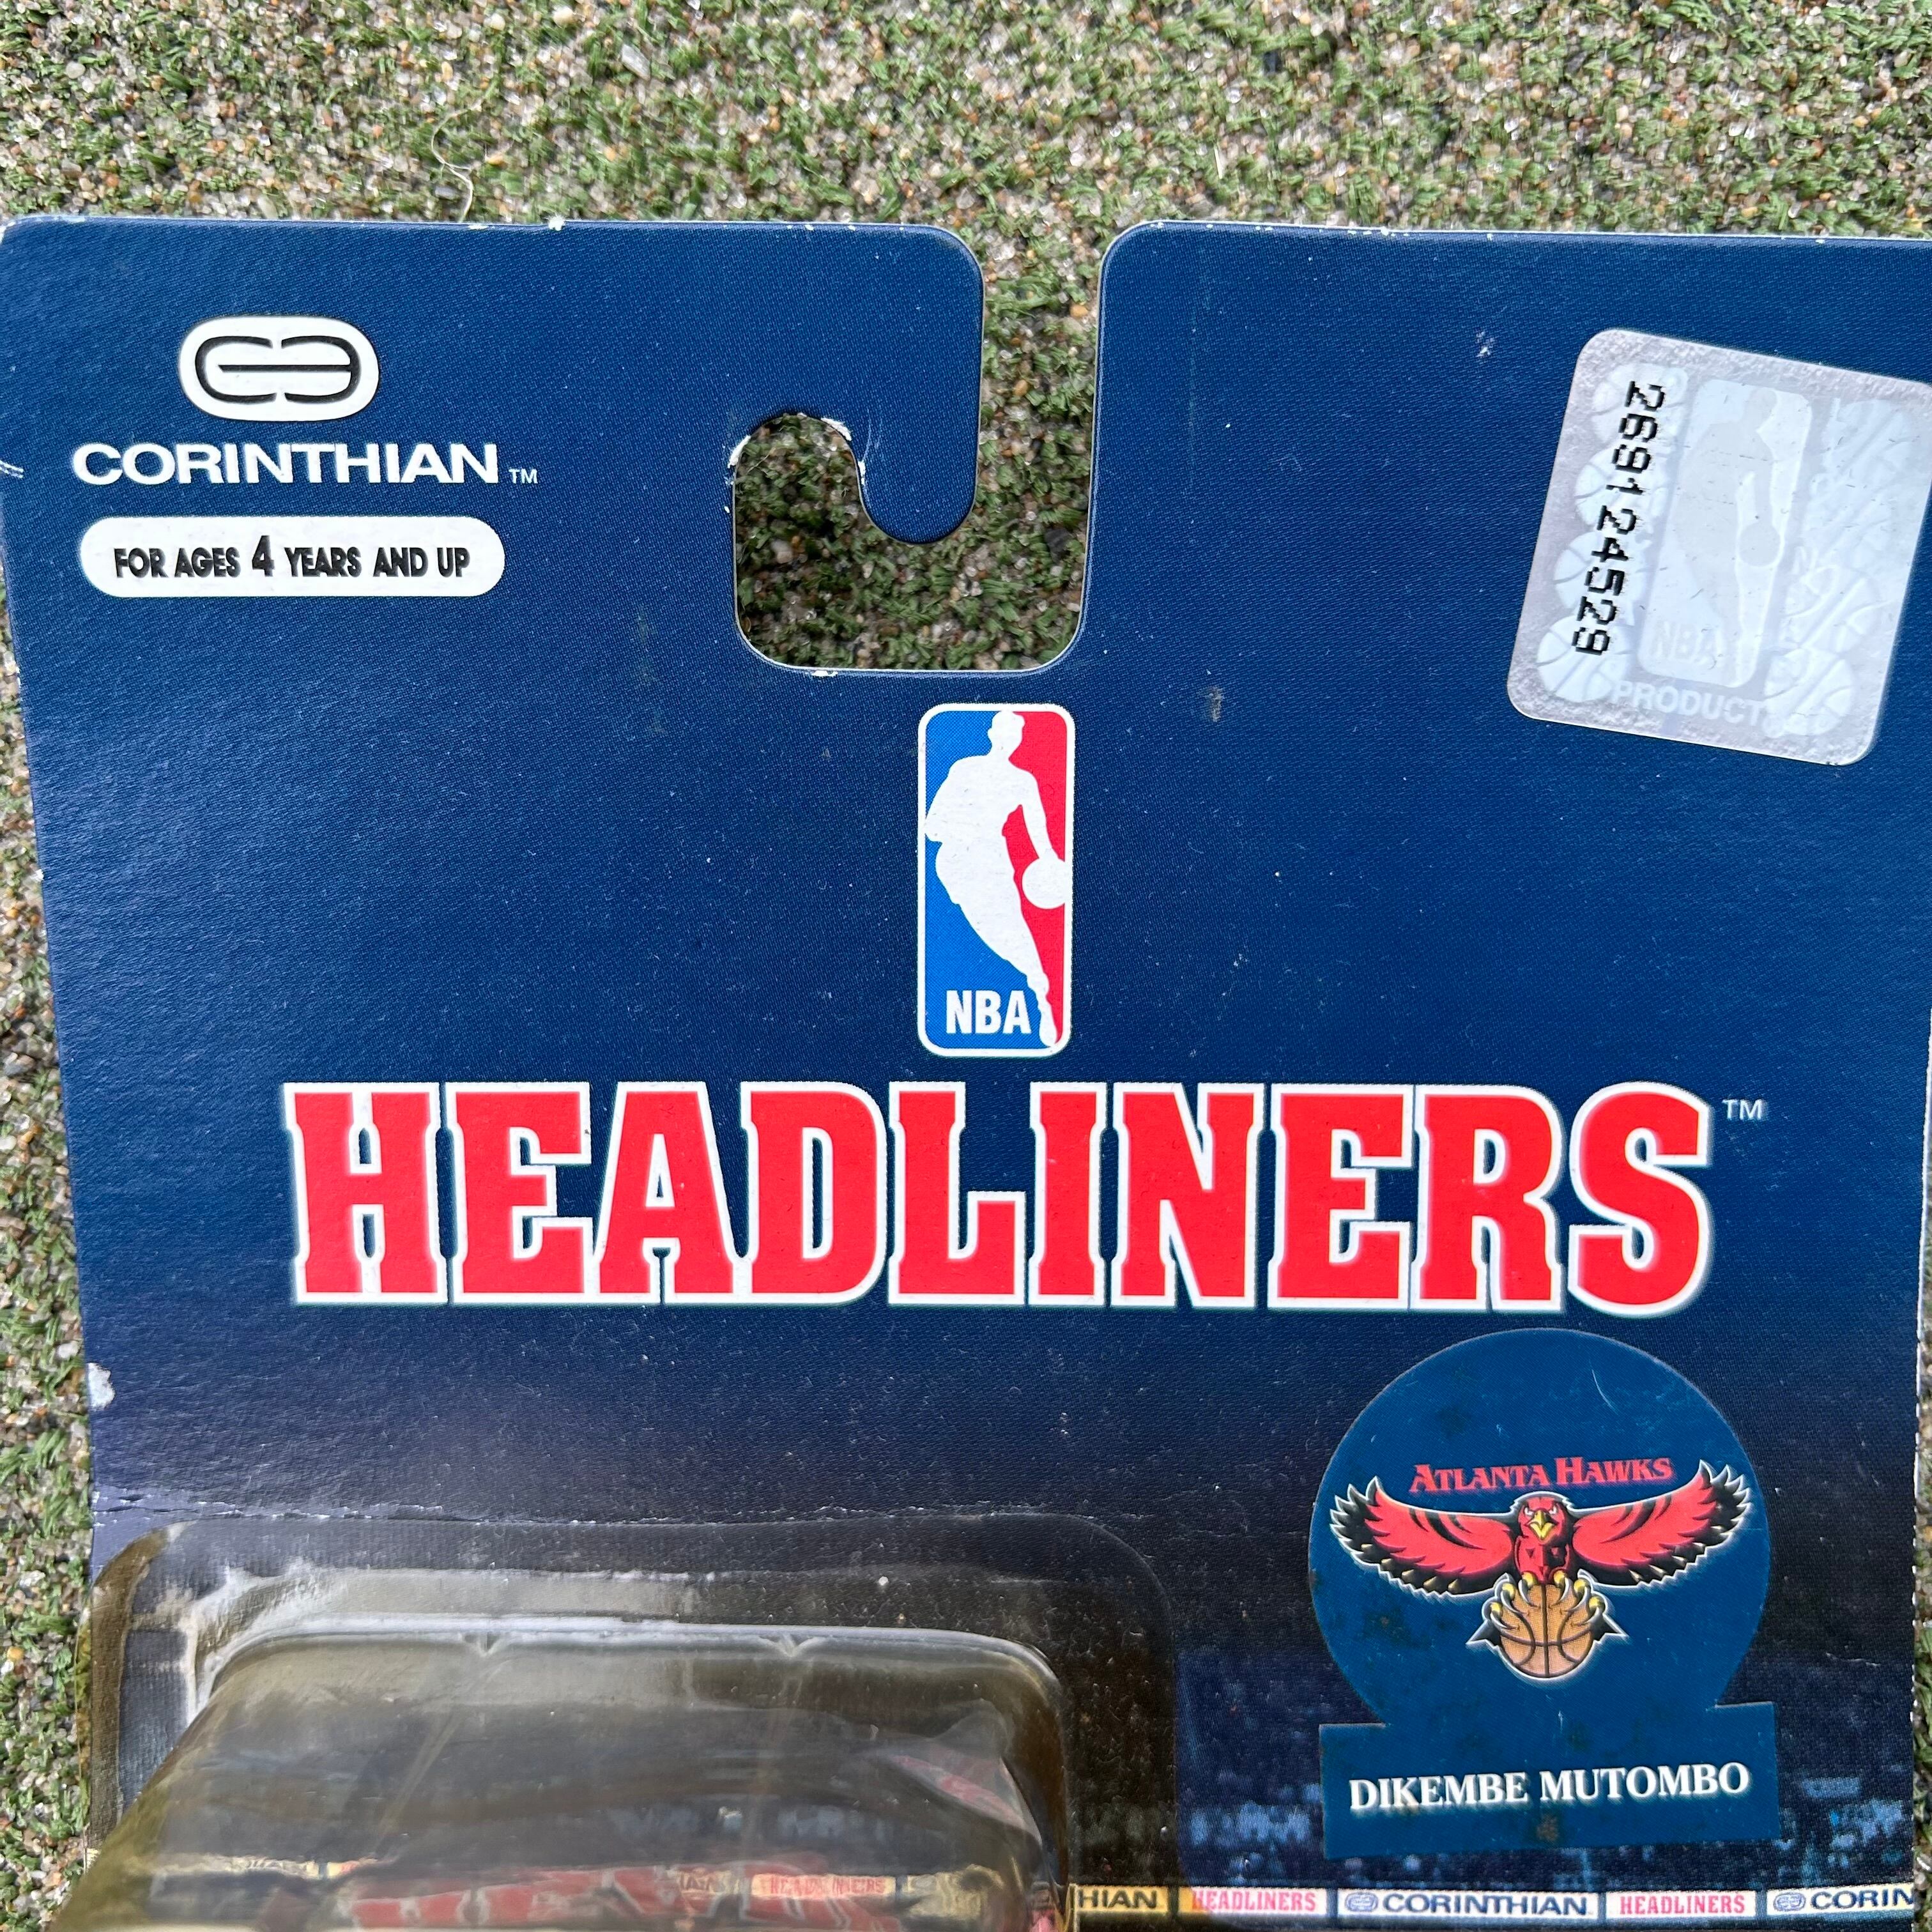 CORINTHIAN™
FOR AGES 4 YEARS AND UP
2691 24529
NBA
PRODUCT
NBA
HEADLINERS™
ATLANTA HAWKS
DIKEMBE MUTOMBO
HEADLINERS
HIAN HEADLINERS CORINTHIAN HEADLINERS CORIN